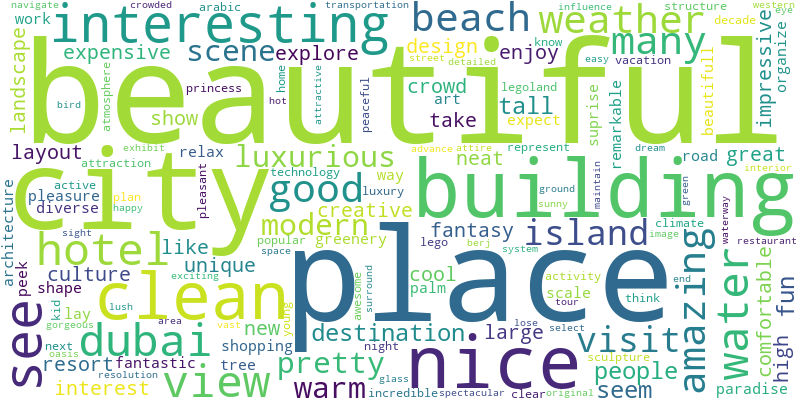 navigate
crowded
arabic
transportation
influence
structure
decade
western
work
interesting
beach
weather
many
eye
organize
impressive
beautifull
landscape
expensive
scene
explore
design
enjoy
know
easy
vacation
street
detailed
beautiful
atmosphere
bird
princess
hot
home
attractive
peaceful
crowd
art
legoland
tall
take
expect
suprise
remarkable
show
layout
exhibit
relax
luxurious
advance
attire
represent
neat
dream
road
great
interior
attraction
city
architecture
active
pleasure
diverse
plan
happy
pleasant
technology
luxury
way
good
creative
building
ground
sunny
maintain
green
waterway
climate
image
restaurant
sight
hotel
modern
popular
greenery
space
like
unique
culture
exciting
lego
berj
system
fantasy
island
place
amazing
water
comfortable
fun
high
end
see
peek
shape
kid
lay
gorgeous
lush
clean
area
vast
new
young
awesome
surround
cool
palm
activity
scale
tour
think
dubai
next
oasis
resort
resolution
fantastic
tree
shopping
destination
night
large
lose
select
visit
view
interest
pretty
warm
glass
incredible
nice
spectacular
clear
original
sculpture
people
seem
paradise